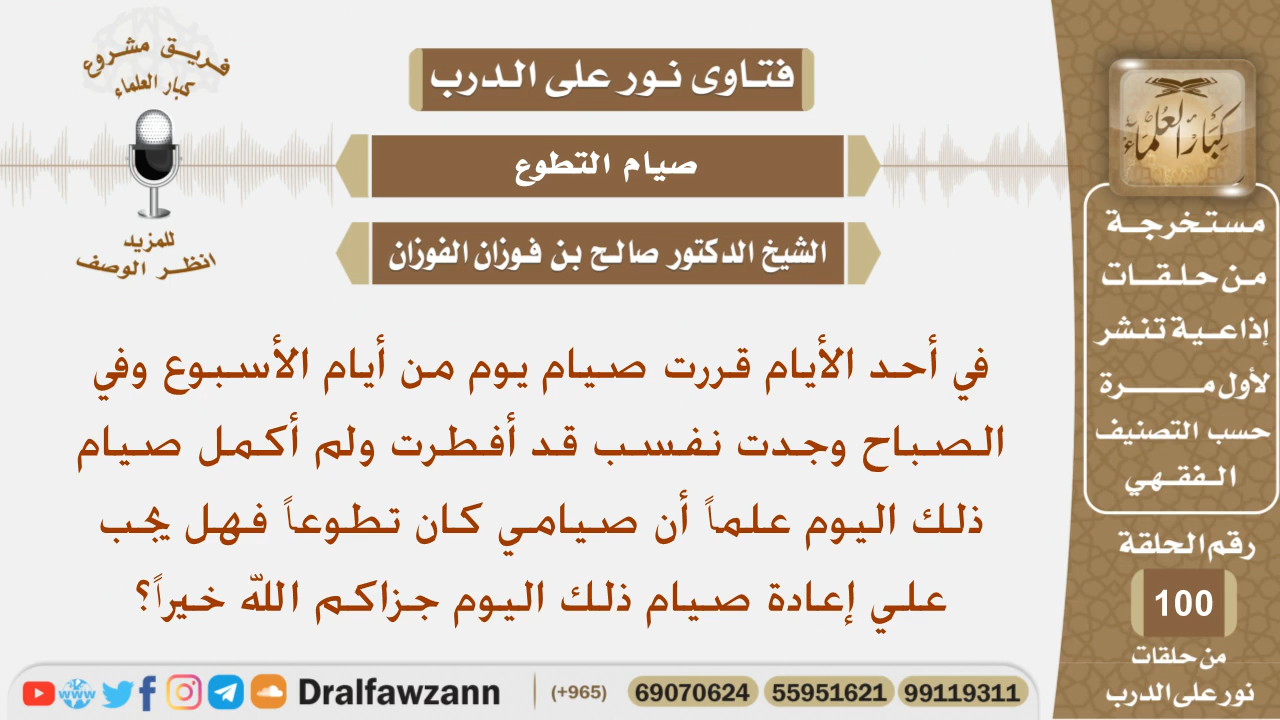 فريق مشروع
كبار العلماء
للمزيد
انظر الوصف
فتاوى نور على الدرب
صيام التطوع
الشيخ الدكتور صالح بن فوزان الفوزان
في أحد الأيام قررت صيام يوم من أيام الأسبوع وفي
الصباح وجدت نفسب قد أفطرت ولم أكمل صيام
ذلك اليوم علماً أن صيامي كان تطوعاً فهل يجب
علي إعادة صيام ذلك اليوم جزاكم الله خيراً؟
كبار العلماء
مستخرجة
من حلقات
إذاعية تنشر
لأول مرة
حسب التصنيف
الفقهي
رقم الحلقة
100
من حلقات
نور على الدرب
www
Dralfawzann
(+965)
69070624
55951621
99119311